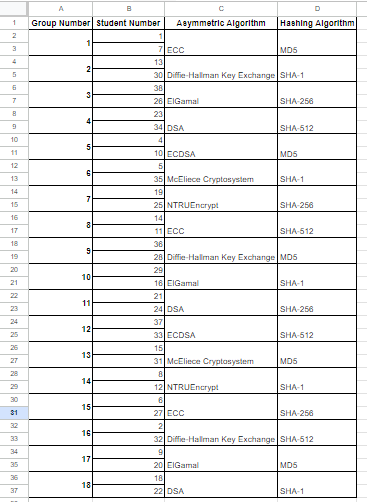 A B C D
1 Group Number Student Number Asymmetric Algorithm Hashing Algorithm
2 1
3 1 7 ECC MD5
4 13
5 2 30 Diffie-Hallman Key Exchange SHA-1
6 38
7 3 26 ElGamal SHA-256
8 23
9 4 34 DSA SHA-512
10 4
11 5 10 ECDSA MD5
12 5
13 6 35 McEliece Cryptosystem SHA-1
14 19
15 7 25 NTRUEncrypt SHA-256
16 14
17 8 11 ECC SHA-512
18 36
19 9 28 Diffie-Hallman Key Exchange MD5
20 29
21 10 16 ElGamal SHA-1
22 21
23 11 24 DSA SHA-256
24 37
25 12 33 ECDSA SHA-512
26 15
27 13 31 McEliece Cryptosystem MD5
28 8
29 14 12 NTRUEncrypt SHA-1
30 6
31 15 27 ECC SHA-256
32 2
33 16 32 Diffie-Hallman Key Exchange SHA-512
34 9
35 17 20 ElGamal MD5
36 18
37 18 22 DSA SHA-1